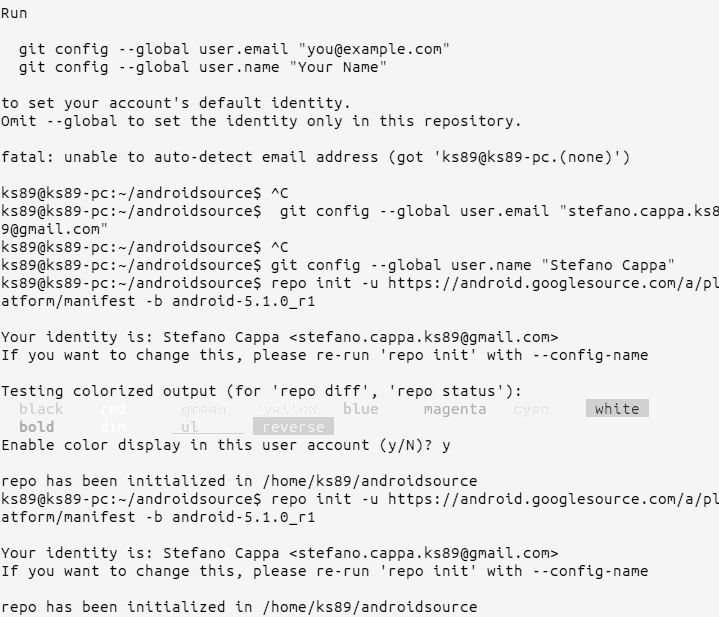 Run
git config --global user.email "you@example.com"
git config --global user.name "Your Name"
to set your account's default identity.
Omit --global to set the identity only in this repository.
fatal: unable to auto-detect email address (got 'ks89@ks89-pc.(none)')
ks89@ks89-pc:~/androidsource$ ^C
ks89@ks89-pc:~/androidsource$  git config --global user.email "stefano.cappa.ks8
9@gmail.com"
ks89@ks89-pc:~/androidsource$ ^C
ks89@ks89-pc:~/androidsource$ git config --global user.name "Stefano Cappa"
ks89@ks89-pc:~/androidsource$ repo init -u https://android.googlesource.com/a/pl
atform/manifest -b android-5.1.0_r1
Your identity is: Stefano Cappa <stefano.cappa.ks89@gmail.com>
If you want to change this, please re-run 'repo init' with --config-name
Testing colorized output (for 'repo diff', 'repo status'):
black red green yellow blue magenta cyan white
bold dim ul reverse
Enable color display in this user account (y/N)? y
repo has been initialized in /home/ks89/androidsource
ks89@ks89-pc:~/androidsource$ repo init -u https://android.googlesource.com/a/pl
atform/manifest -b android-5.1.0_r1
Your identity is: Stefano Cappa <stefano.cappa.ks89@gmail.com>
If you want to change this, please re-run 'repo init' with --config-name
repo has been initialized in /home/ks89/androidsource